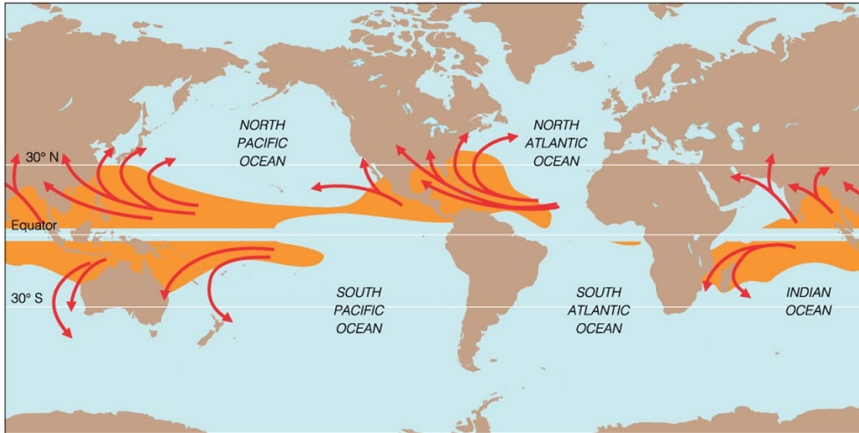 NORTH
PACIFIC
OCEAN
NORTH
ATLANTIC
OCEAN
30° N
Equator
30° S
SOUTH
PACIFIC
OCEAN
SOUTH
ATLANTIC
OCEAN
INDIAN
OCEAN